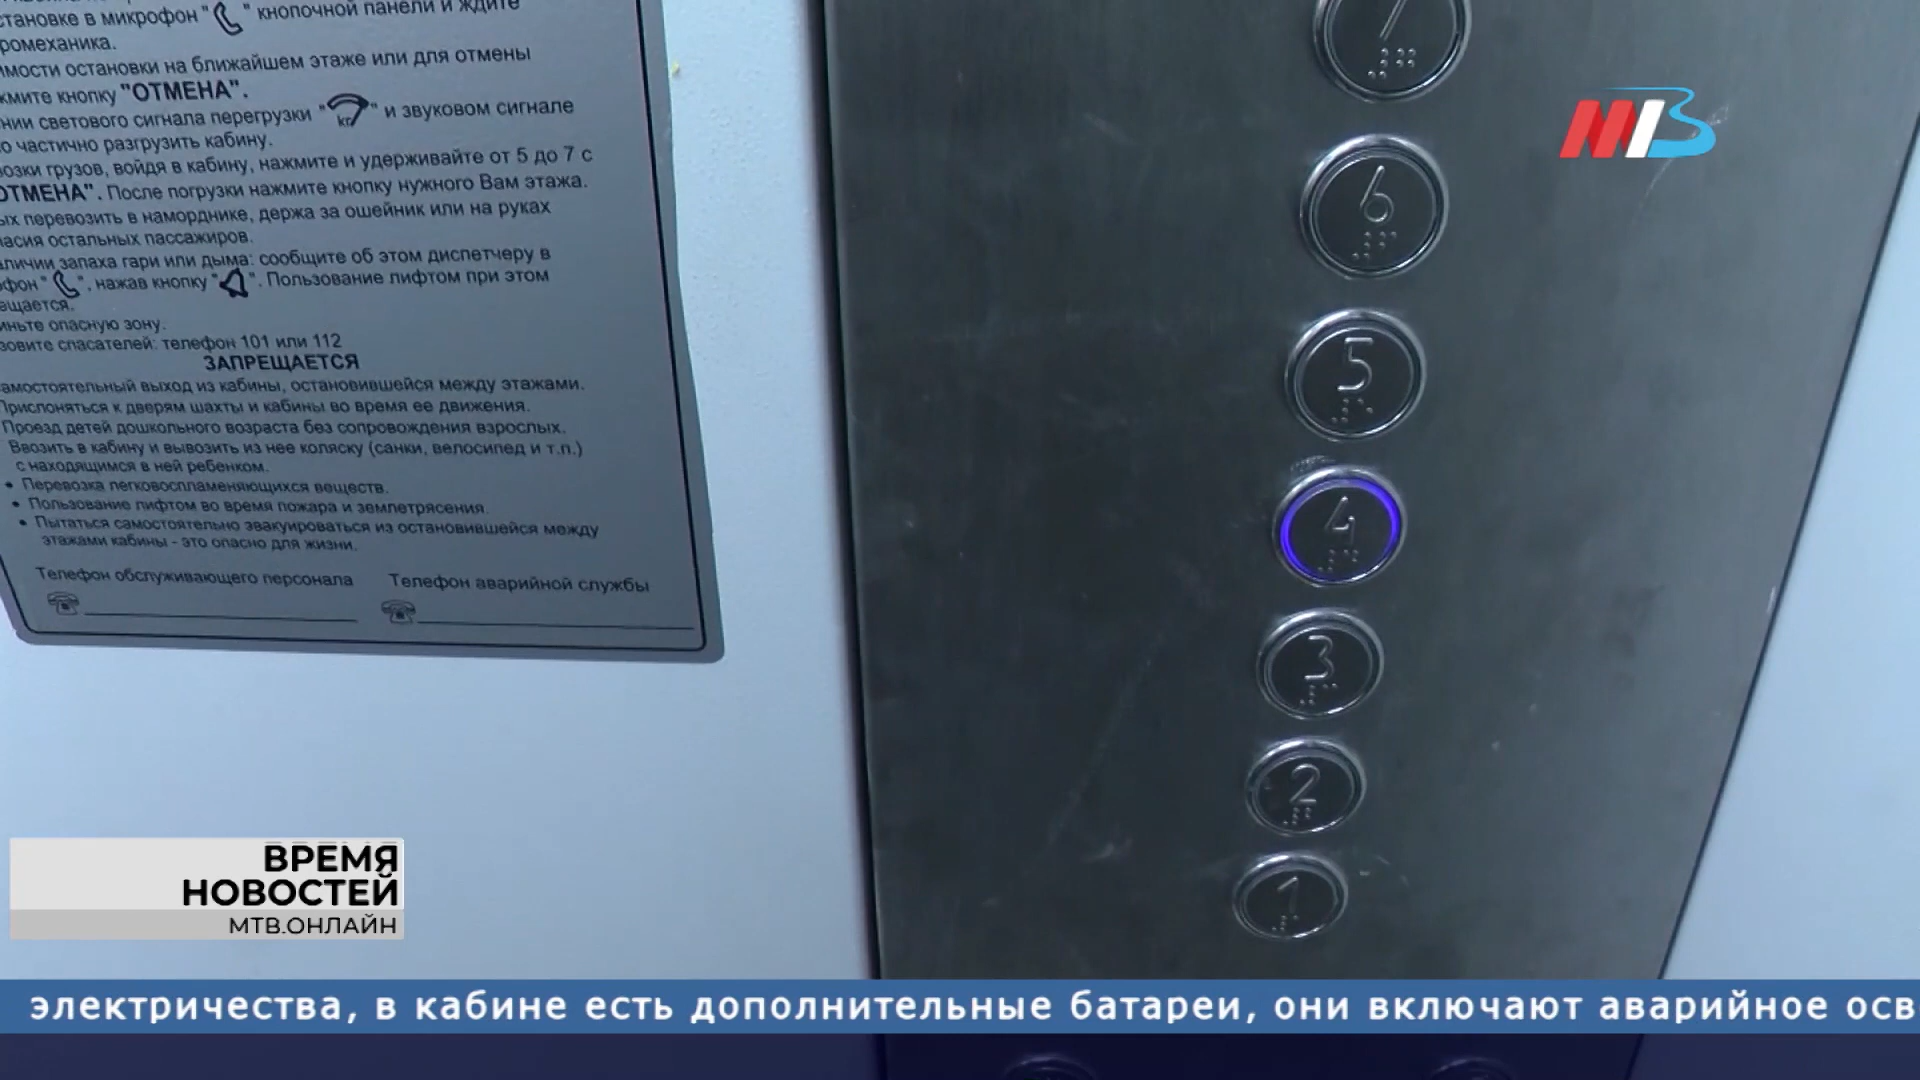 становке в микрофон " " кнопочной панели и ждите
ромеханика.
имости остановки на ближайшем этаже или для отмены
жмите кнопку "ОТМЕНА".
нии светового сигнала перегрузки " кг " и звуковом сигнале
о частично разгрузить кабину.
возки грузов, войдя в кабину, нажмите и удерживайте от 5 до 7 с
ОТМЕНА". После погрузки нажмите кнопку нужного Вам этажа.
ых перевозить в наморднике, держа за ошейник или на руках
пасия остальных пассажиров.
аличии запаха гари или дыма: сообщите об этом диспетчеру в
офон " ", нажав кнопку " ". Пользование лифтом при этом
ещается.
иньте опасную зону.
зовите спасателей: телефон 101 или 112
ЗАПРЕЩАЕТСЯ
амостоятельный выход из кабины, остановившейся между этажами.
Прислоняться к дверям шахты и кабины во время ее движения.
Проезд детей дошкольного возраста без сопровождения взрослых.
Ввозить в кабину и вывозить из нее коляску (санки, велосипед и т.п.)
с находящимся в ней ребенком.
• Перевозка легковоспламеняющихся веществ.
• Пользование лифтом во время пожара и землетрясения.
• Пытаться самостоятельно эвакуироваться из остановившейся между
этажами кабины - это опасно для жизни.
Телефон обслуживающего персонала Телефон аварийной службы
7
6
5
4
3
2
1
МТВ
ВРЕМЯ
НОВОСТЕЙ
МТВ.ОНЛАЙН
электричества, в кабине есть дополнительные батареи, они включают аварийное осв